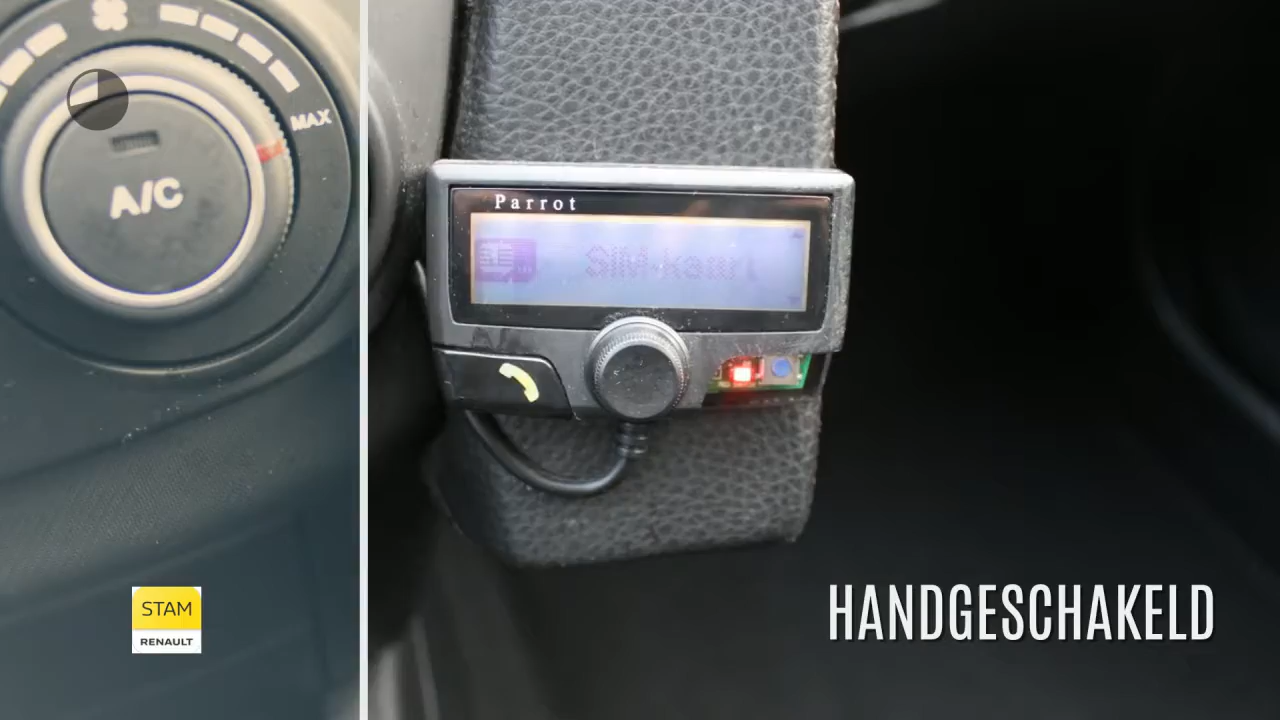 MAX
A/C
Parrot
SIM-kaart
STAM
RENAULT
HANDGESCHAKELD